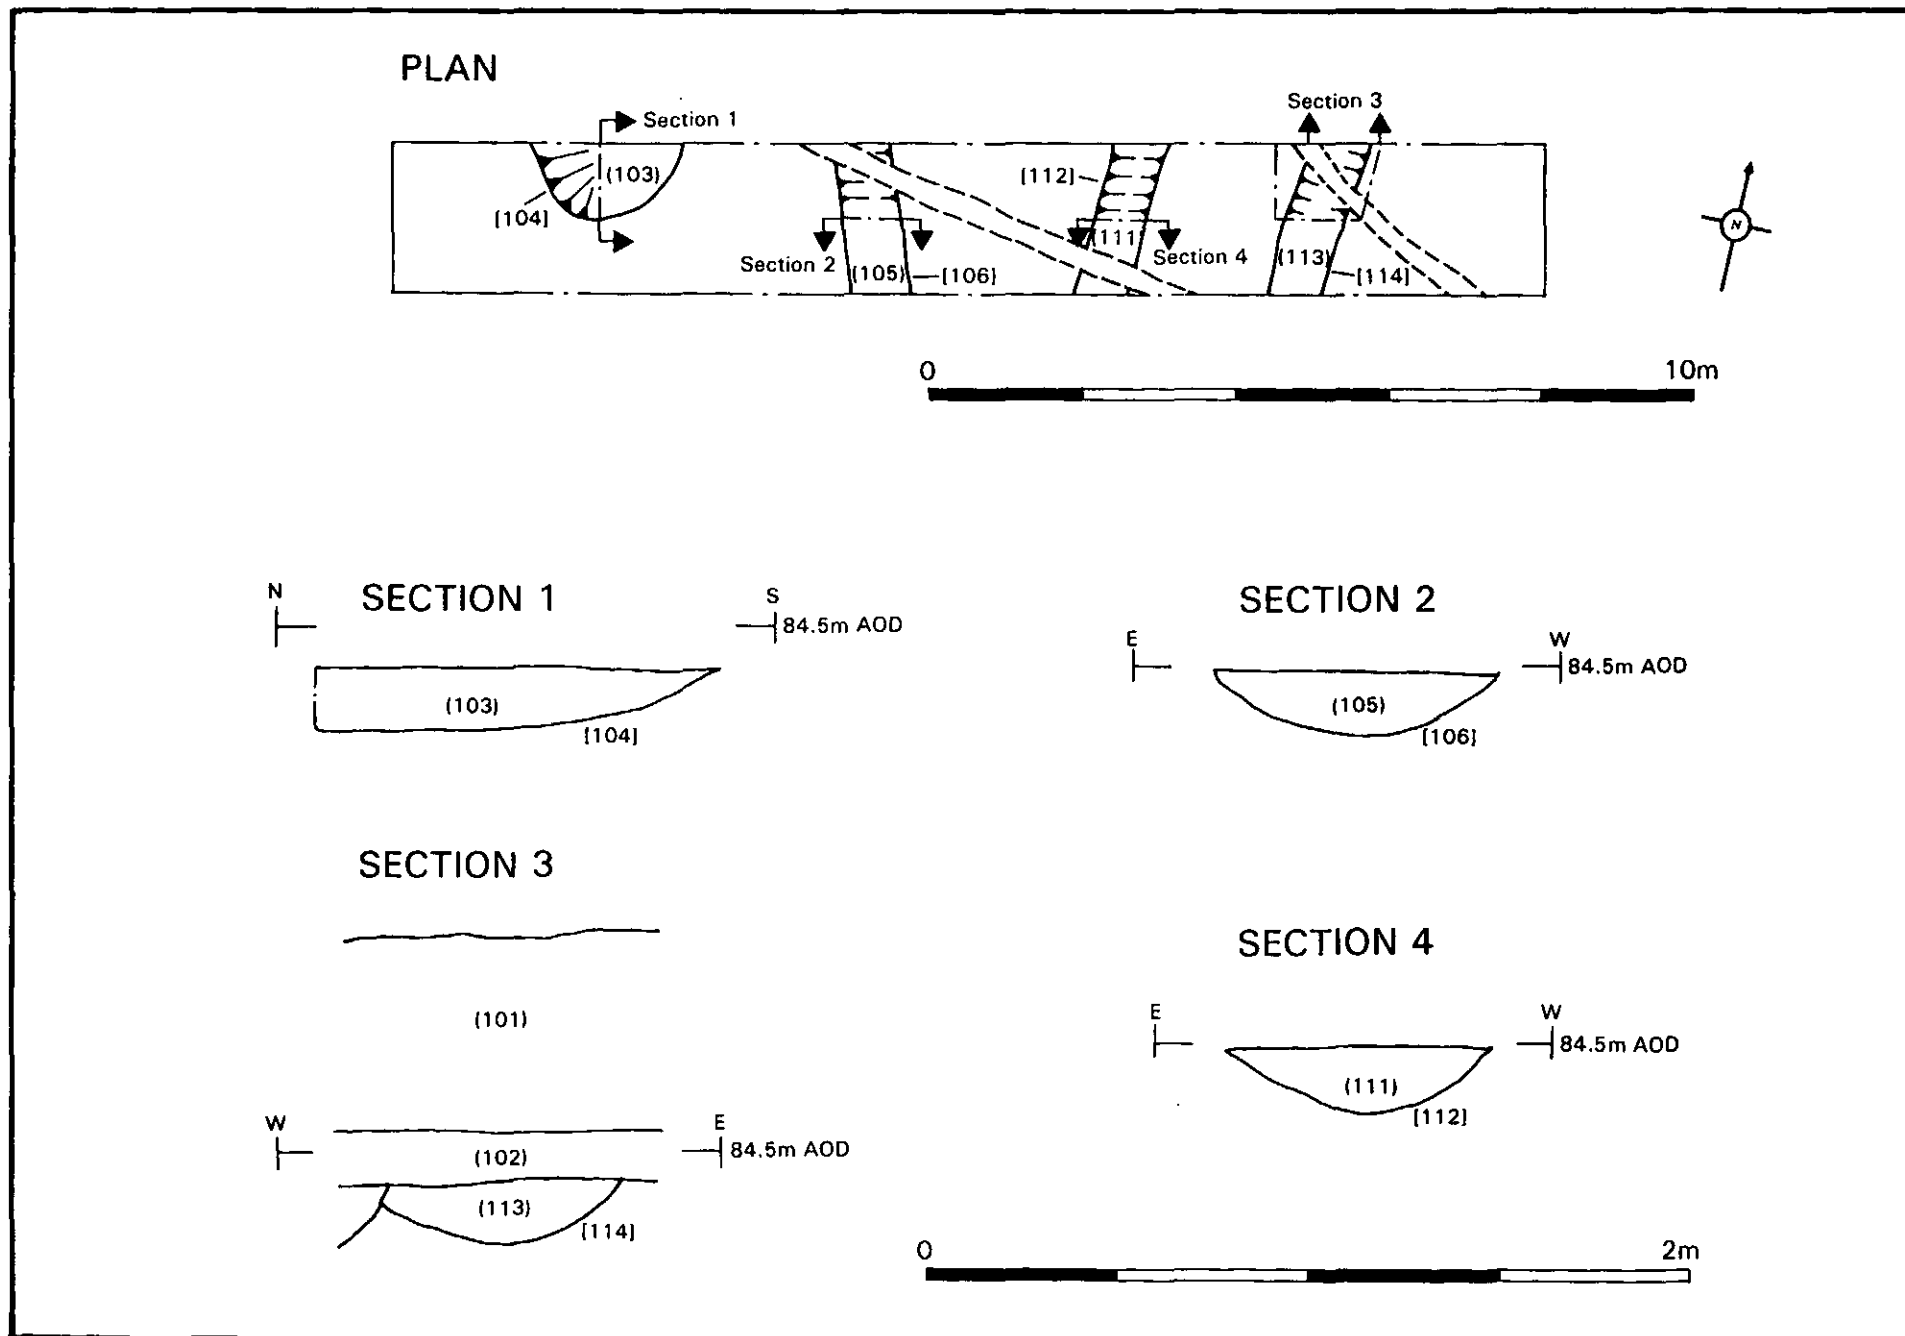 PLAN
Section 1
Section 3
(103)
[104]
[112]
N
Section 2
(105)
[106]
(111)
Section 4
(113)
[114]
0 10m
SECTION 1
N S
84.5m AOD
(103)
[104]
SECTION 2
E W
84.5m AOD
(105)
[106]
SECTION 3
(101)
W E
84.5m AOD
(102)
(113)
[114]
SECTION 4
E W
84.5m AOD
(111)
[112]
0 2m